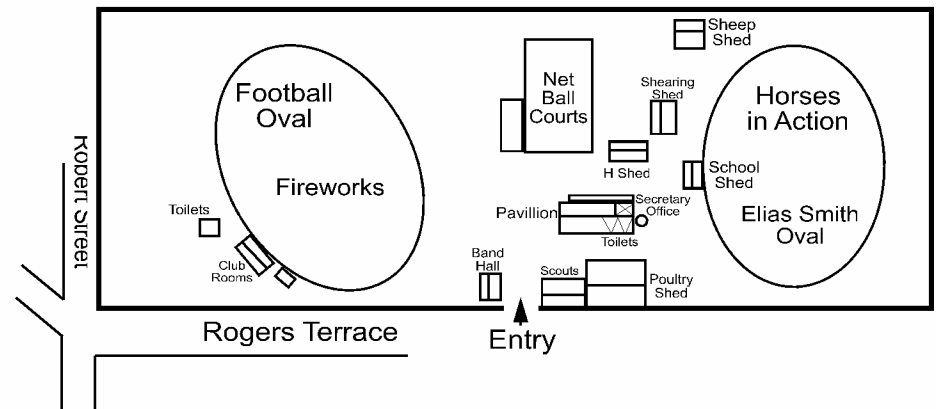 Sheep
Shed
Football
Oval
Net
Ball
Courts
Shearing
Shed
Horses
in Action
Robert Street
H Shed
School
Shed
Fireworks
Toilets
Pavillion
Secretary
Office
Elias Smith
Oval
Toilets
Club
Rooms
Band
Hall
Scouts
Poultry
Shed
Rogers Terrace
Entry